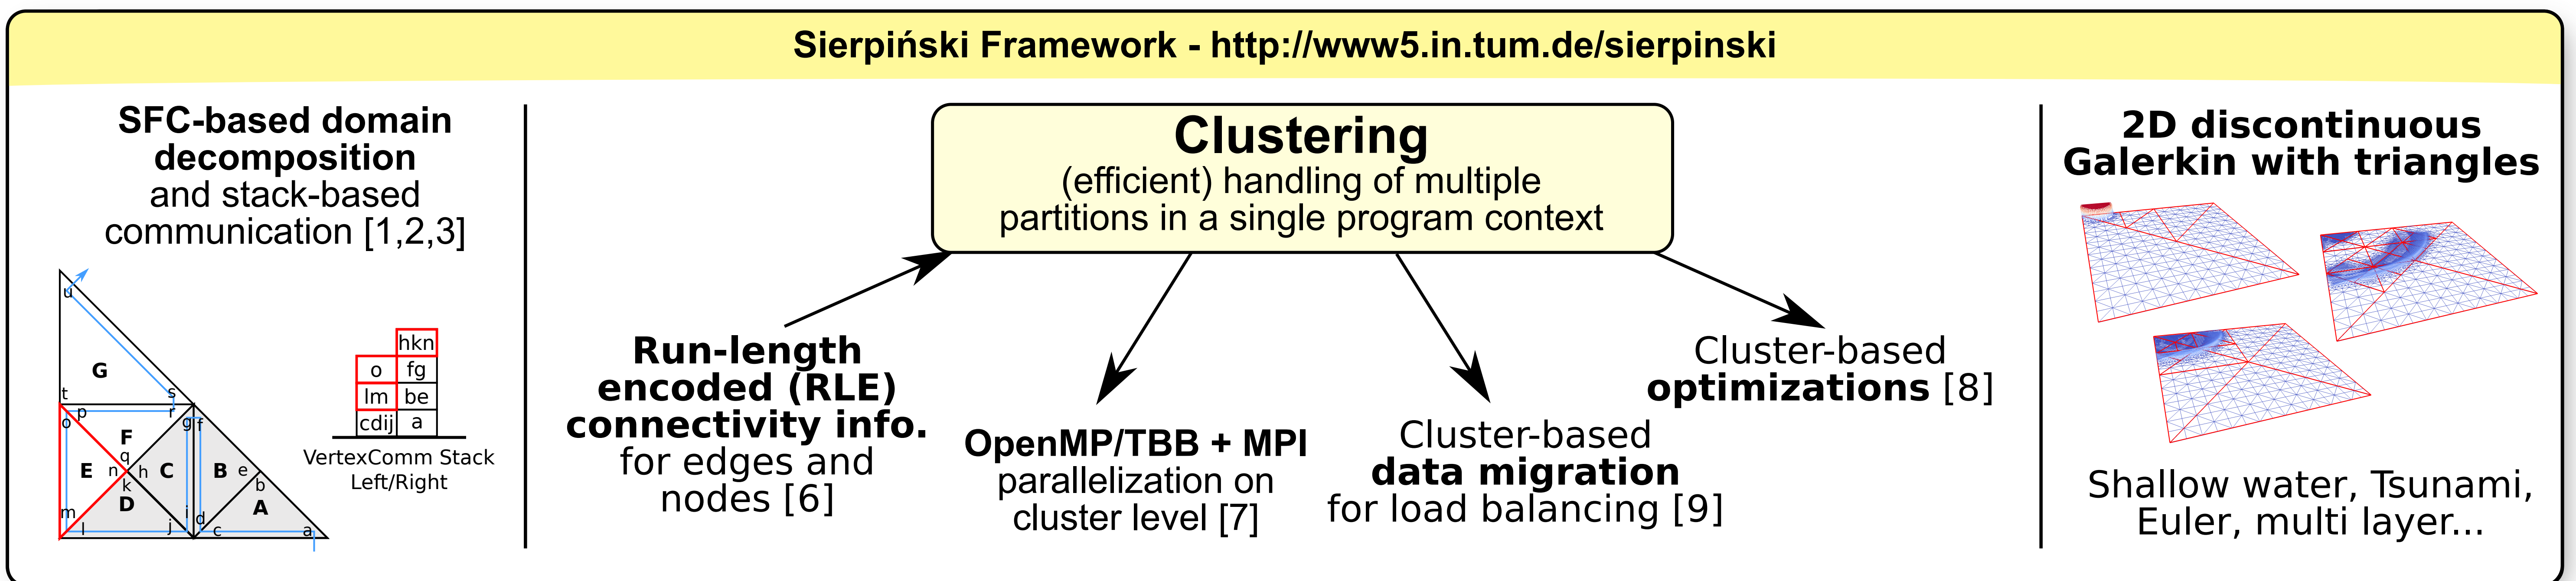 Sierpiński Framework - http://www5.in.tum.de/sierpinski
SFC-based domain
decomposition
and stack-based
communication [1,2,3]
u
G
t
s
p
r
o
g
f
F
q
E
n
h
C
B
e
k
b
D
A
m
i
d
l
j
c
a
hkn
o
fg
lm
be
cdij
a
VertexComm Stack
Left/Right
Clustering
(efficient) handling of multiple
partitions in a single program context
Run-length
encoded (RLE)
connectivity info.
for edges and
nodes [6]
OpenMP/TBB + MPI
parallelization on
cluster level [7]
Cluster-based
data migration
for load balancing [9]
Cluster-based
optimizations [8]
2D discontinuous
Galerkin with triangles
Shallow water, Tsunami,
Euler, multi layer...